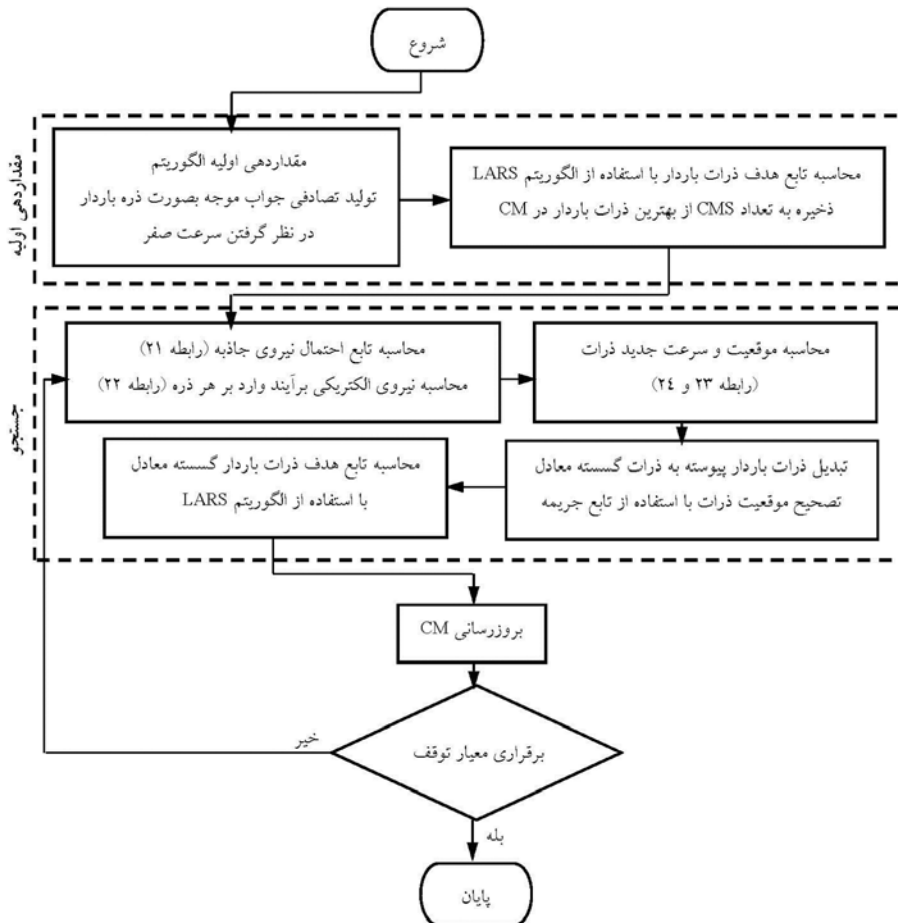 شروع
مقداردهی اولیه
مقداردهی اولیه الگوریتم
تولید تصادفی جواب موجه بصورت ذره باردار
در نظر گرفتن سرعت صفر
محاسبه تابع هدف ذرات باردار با استفاده از الگوریتم LARS
ذخیره به تعداد CMS از بهترین ذرات باردار در CM
جستجو
محاسبه تابع احتمال نیروی جاذبه (رابطه ۲۱)
محاسبه نیروی الکتریکی برآیند وارد بر هر ذره (رابطه ۲۲)
محاسبه موقعیت و سرعت جدید ذرات
(رابطه ۲۳ و ۲۴)
تبدیل ذرات باردار پیوسته به ذرات گسسته معادل
تصحیح موقعیت ذرات با استفاده از تابع جریمه
محاسبه تابع هدف ذرات باردار گسسته معادل
با استفاده از الگوریتم LARS
بروزرسانی CM
برقراری معیار توقف
خیر
بله
پایان